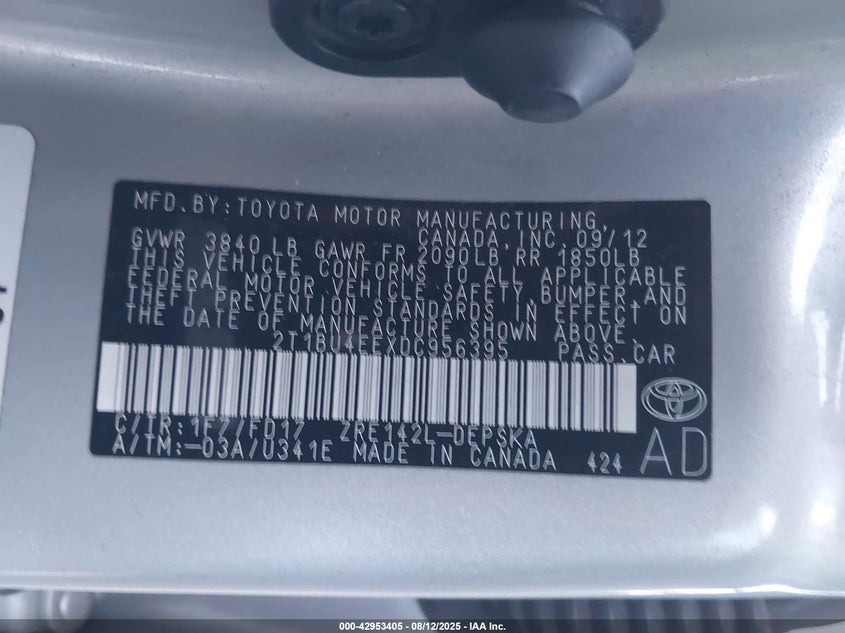 MFD.BY:TOYOTA MOTOR MANUFACTURING,
CANADA,INC.09/12
GVWR 3840 LB GAWR FR 2090LB RR 1850LB
THIS VEHICLE CONFORMS TO ALL APPLICABLE
FEDERAL MOTOR VEHICLE SAFETY,BUMPER,AND
THEFT PREVENTION STANDARDS IN EFFECT ON
THE DATE OF MANUFACTURE SHOWN ABOVE.
2T1BU4EEXDC956395 PASS.CAR
C/TR:1F7/FD17 ZRE142L-DEPSKA
A/TM:-03A/U341E MADE IN CANADA 424
AD
000-42953405 - 08/12/2025 - IAA Inc.